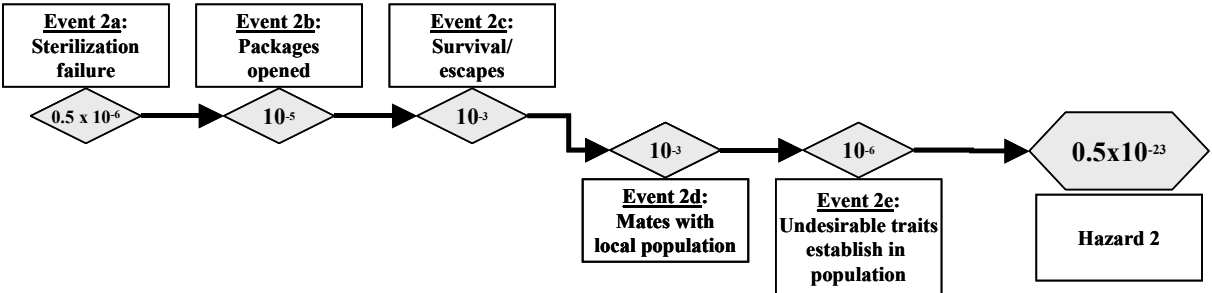 Event 2a:
Sterilization
failure
0.5 x 10-6
Event 2b:
Packages
opened
10-5
Event 2c:
Survival/
escapes
10-3
10-3
Event 2d:
Mates with
local population
10-6
Event 2e:
Undesirable traits
establish in
population
0.5x10-23
Hazard 2